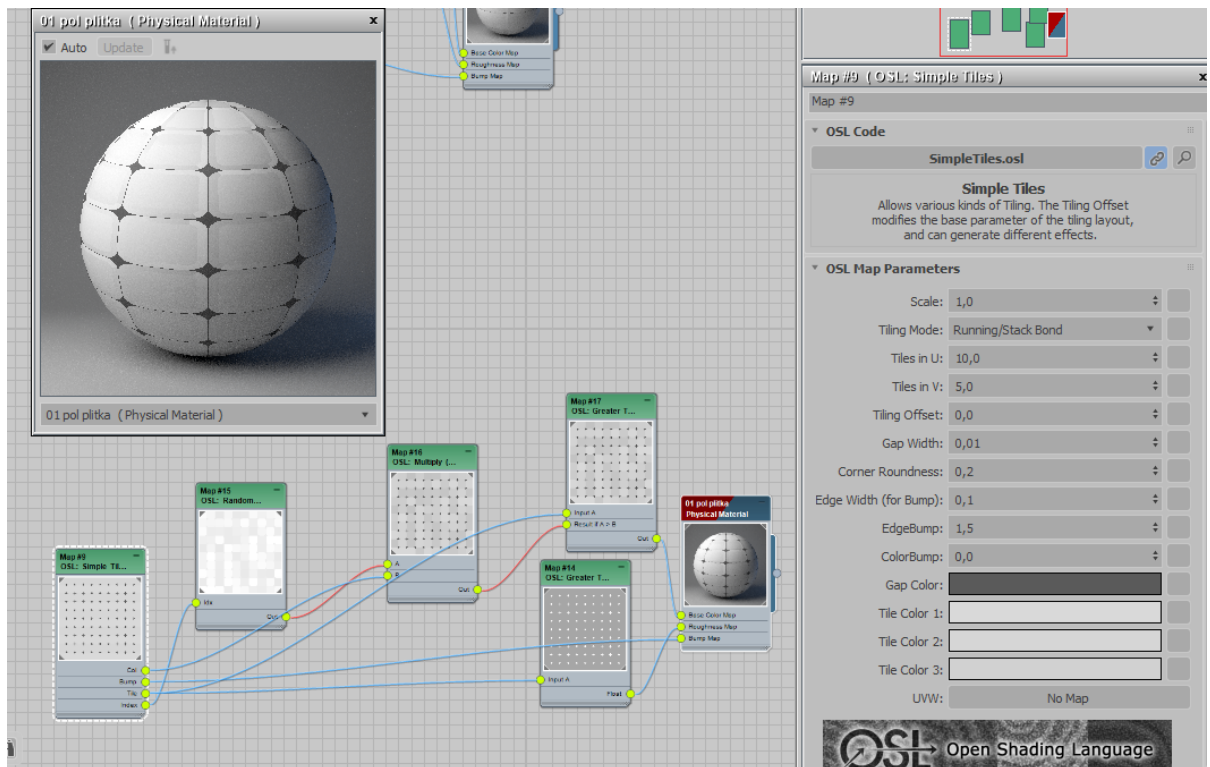 01 pol plitka ( Physical Material )
x
Auto
Update
01 pol plitka ( Physical Material )
Base Color Map
Roughness Map
Bump Map
Map #9
OSL: Simple Til...
Col
Bump
Tile
Index
Map #15
OSL: Random...
Idx
Out
Map #16
OSL: Multiply (...
A
B
Out
Map #17
OSL: Greater T...
Input A
Result if A > B
Out
Map #14
OSL: Greater T...
Input A
Float
01 pol plitka
Physical Material
Base Color Map
Roughness Map
Bump Map
Map #9 ( OSL: Simple Tiles )
x
Map #9
OSL Code
SimpleTiles.osl
Simple Tiles
Allows various kinds of Tiling. The Tiling Offset
modifies the base parameter of the tiling layout,
and can generate different effects.
OSL Map Parameters
Scale: 1,0
Tiling Mode: Running/Stack Bond
Tiles in U: 10,0
Tiles in V: 5,0
Tiling Offset: 0,0
Gap Width: 0,01
Corner Roundness: 0,2
Edge Width (for Bump): 0,1
EdgeBump: 1,5
ColorBump: 0,0
Gap Color:
Tile Color 1:
Tile Color 2:
Tile Color 3:
UVW: No Map
OSL Open Shading Language